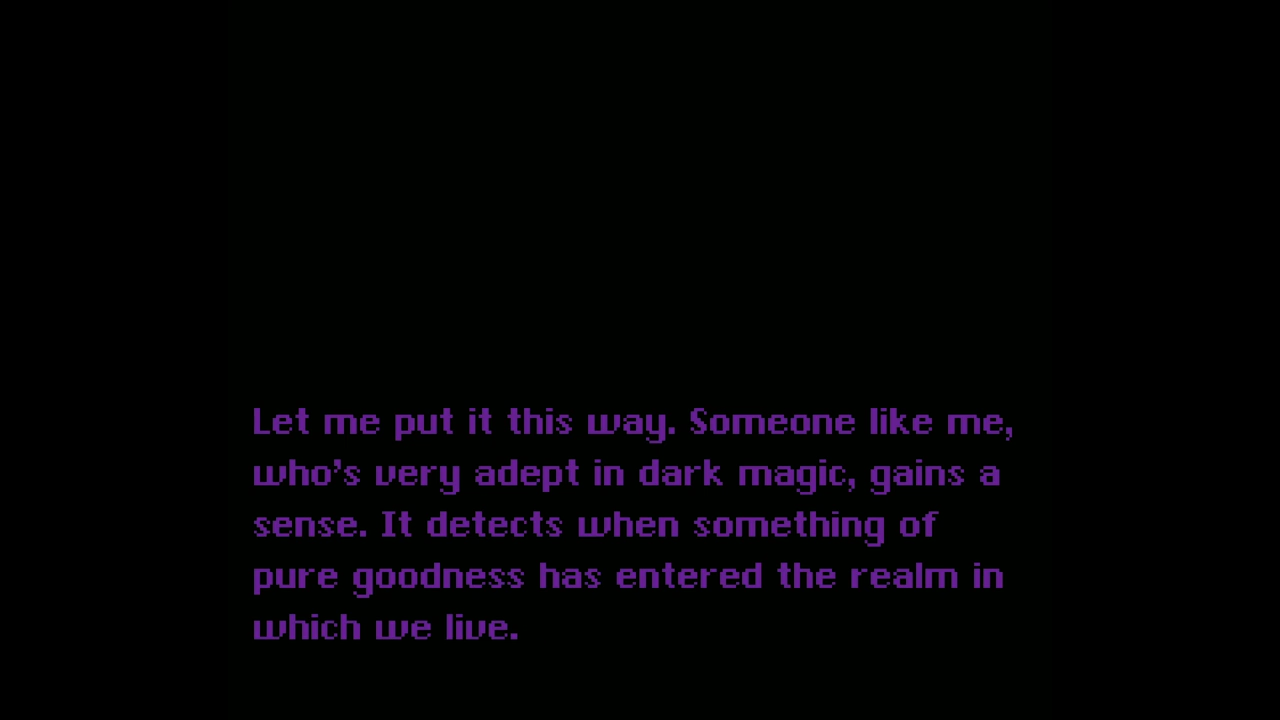 Let me put it this way. Someone like me,
who's very adept in dark magic, gains a
sense. It detects when something of
pure goodness has entered the realm in
which we live.